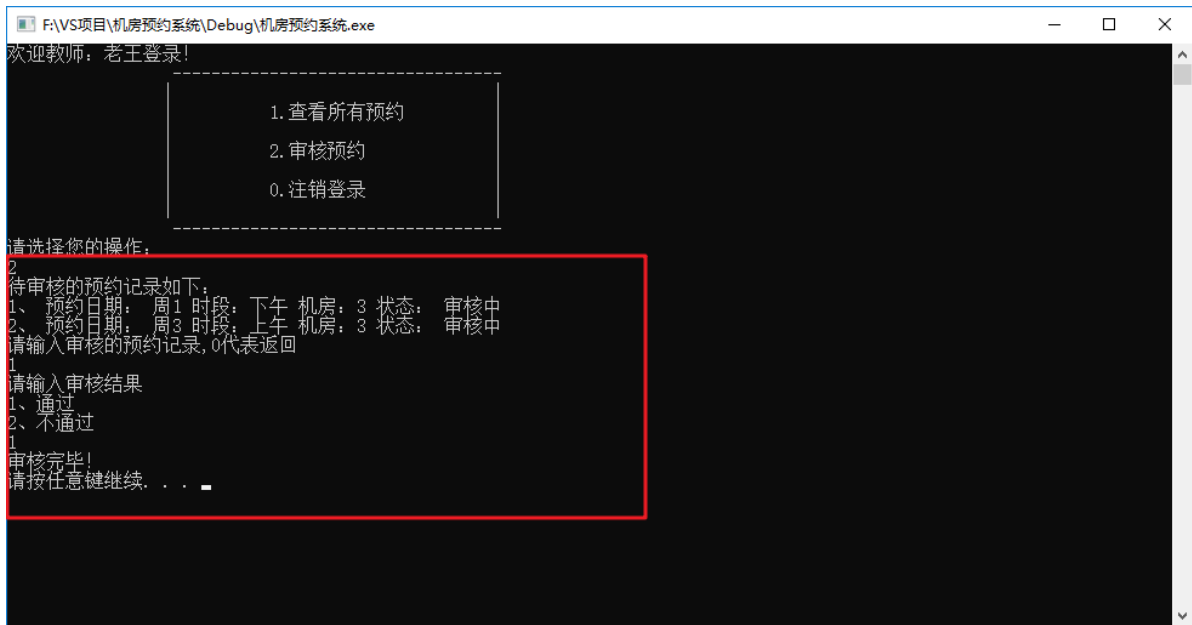 F:\VS项目\机房预约系统\Debug\机房预约系统.exe
欢迎教师：老王登录！
----------------------------------
1.查看所有预约
2.审核预约
0.注销登录
----------------------------------
请选择您的操作：
2
待审核的预约记录如下：
1、 预约日期： 周1 时段：下午 机房：3 状态： 审核中
2、 预约日期： 周3 时段：上午 机房：3 状态： 审核中
请输入审核的预约记录,0代表返回
1
请输入审核结果
1、通过
2、不通过
1
审核完毕！
请按任意键继续. . .